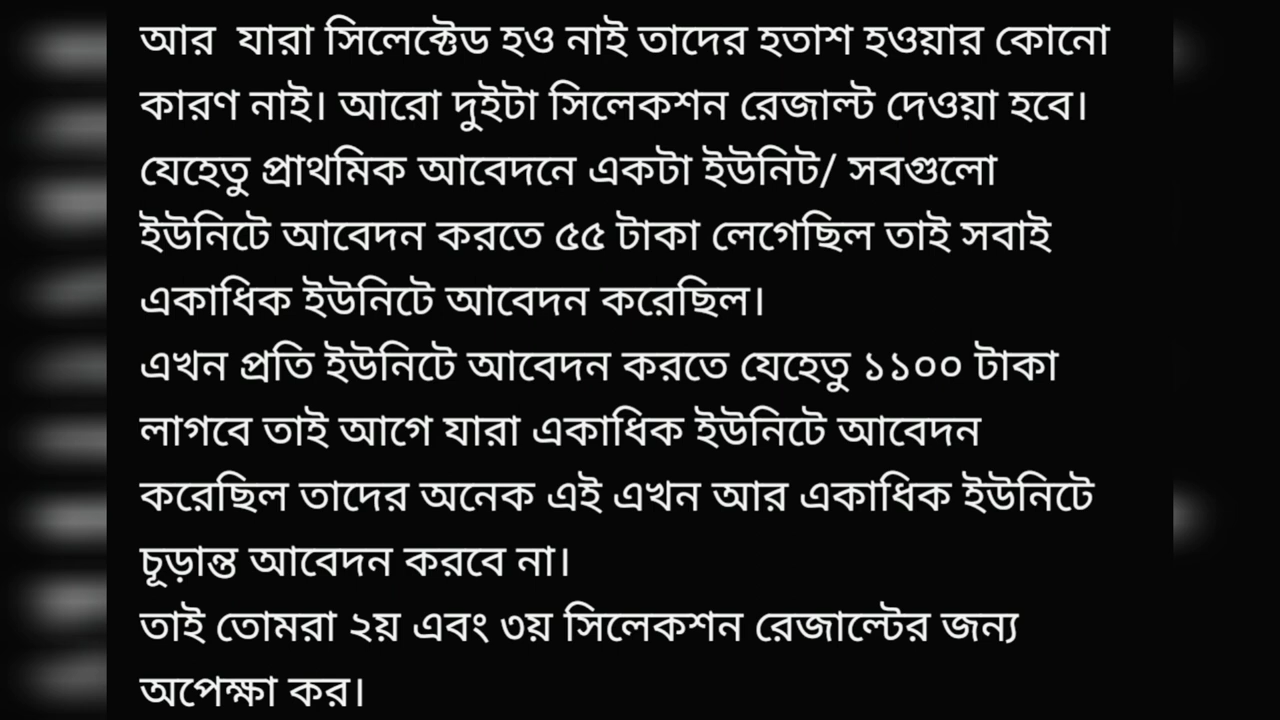 আর যারা সিলেক্টেড হও নাই তাদের হতাশ হওয়ার কোনো
কারণ নাই। আরো দুইটা সিলেকশন রেজাল্ট দেওয়া হবে।
যেহেতু প্রাথমিক আবেদনে একটা ইউনিট/ সবগুলো
ইউনিটে আবেদন করতে ৫৫ টাকা লেগেছিল তাই সবাই
একাধিক ইউনিটে আবেদন করেছিল।
এখন প্রতি ইউনিটে আবেদন করতে যেহেতু ১১০০ টাকা
লাগবে তাই আগে যারা একাধিক ইউনিটে আবেদন
করেছিল তাদের অনেক এই এখন আর একাধিক ইউনিটে
চূড়ান্ত আবেদন করবে না।
তাই তোমরা ২য় এবং ৩য় সিলেকশন রেজাল্টের জন্য
অপেক্ষা কর।